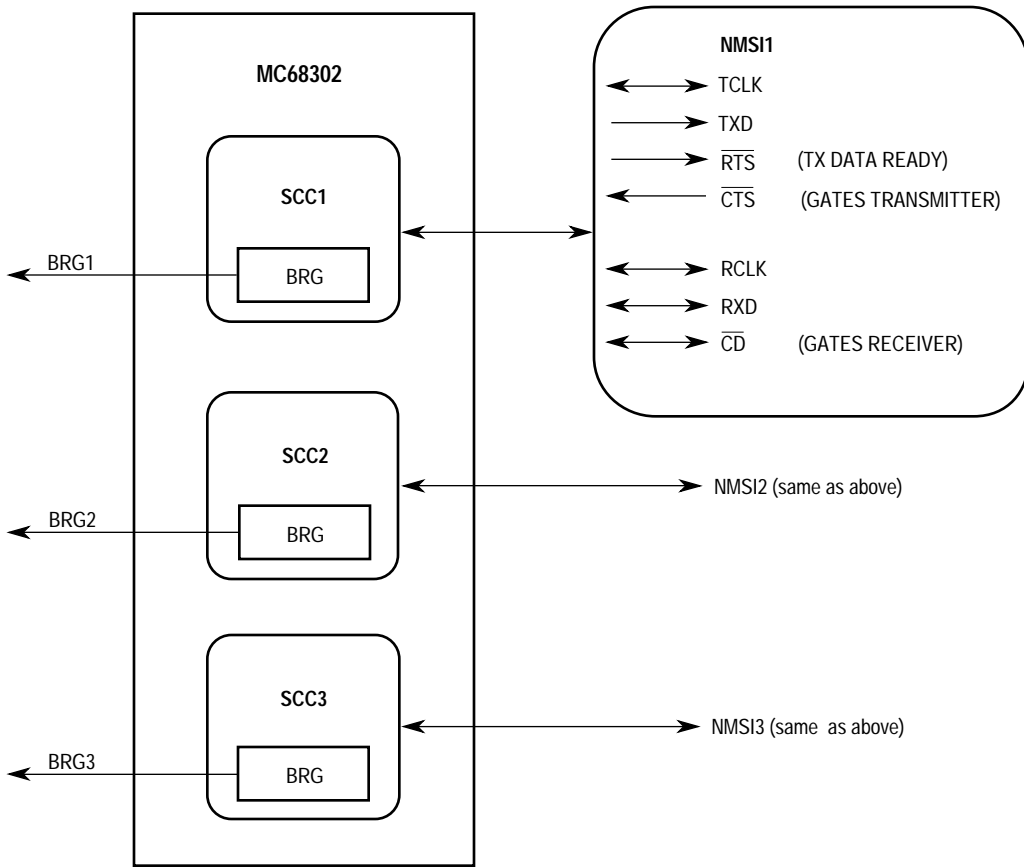 MC68302
SCC1
BRG
BRG1
NMSI1
TCLK
TXD
RTS (TX DATA READY)
CTS (GATES TRANSMITTER)
RCLK
RXD
CD (GATES RECEIVER)
SCC2
BRG
BRG2
NMSI2 (same as above)
SCC3
BRG
BRG3
NMSI3 (same as above)